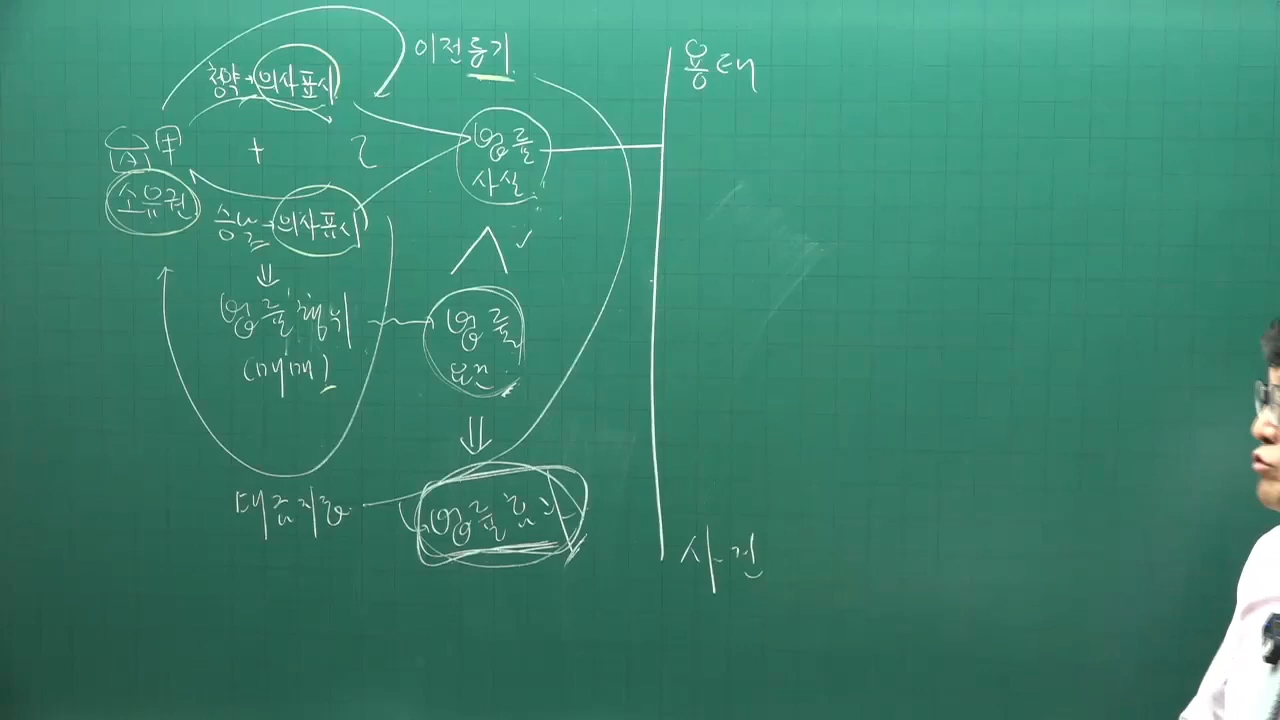 이전등기
청약 → 의사표시
甲 + 乙
소유권
승낙 → 의사표시
법률
사실
법률행위
(매매)
법률
요건
대금지급
법률효과
용태
사건